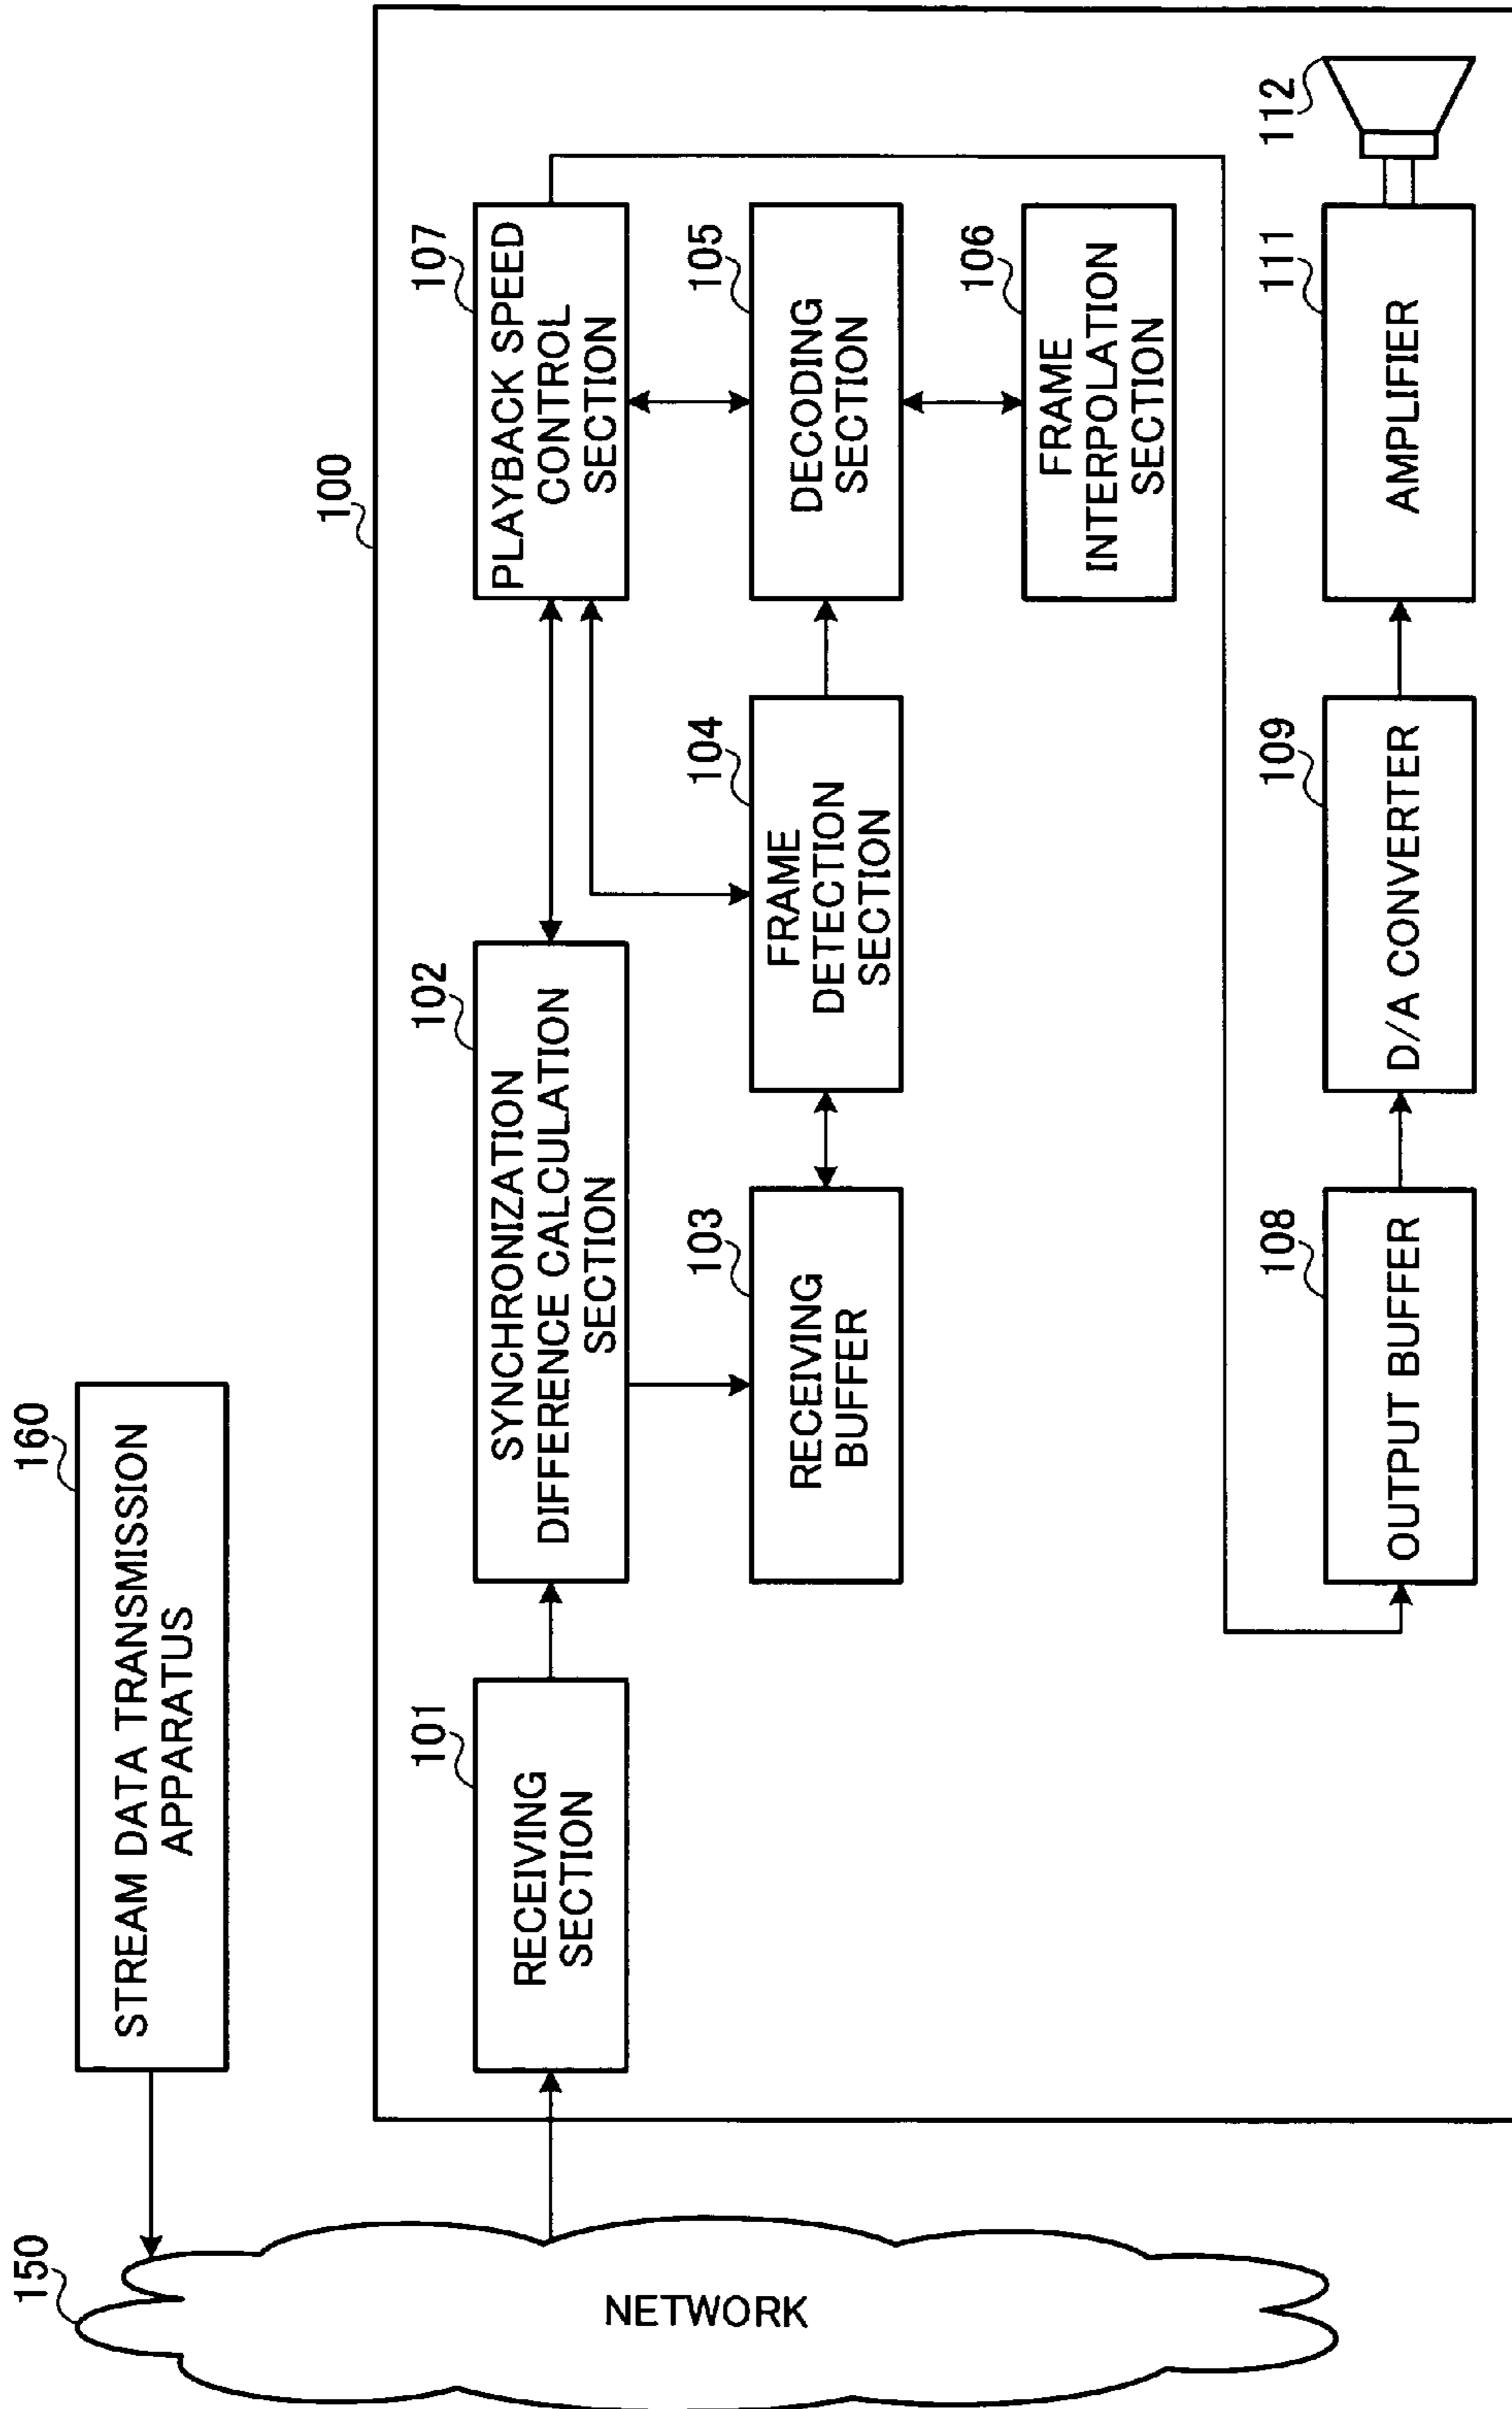 160
STREAM DATA TRANSMISSION
APPARATUS
150
NETWORK
100
101
RECEIVING
SECTION
102
SYNCHRONIZATION
DIFFERENCE CALCULATION
SECTION
107
PLAYBACK SPEED
CONTROL
SECTION
103
RECEIVING
BUFFER
104
FRAME
DETECTION
SECTION
105
DECODING
SECTION
106
FRAME
INTERPOLATION
SECTION
108
OUTPUT BUFFER
109
D/A CONVERTER
111
AMPLIFIER
112